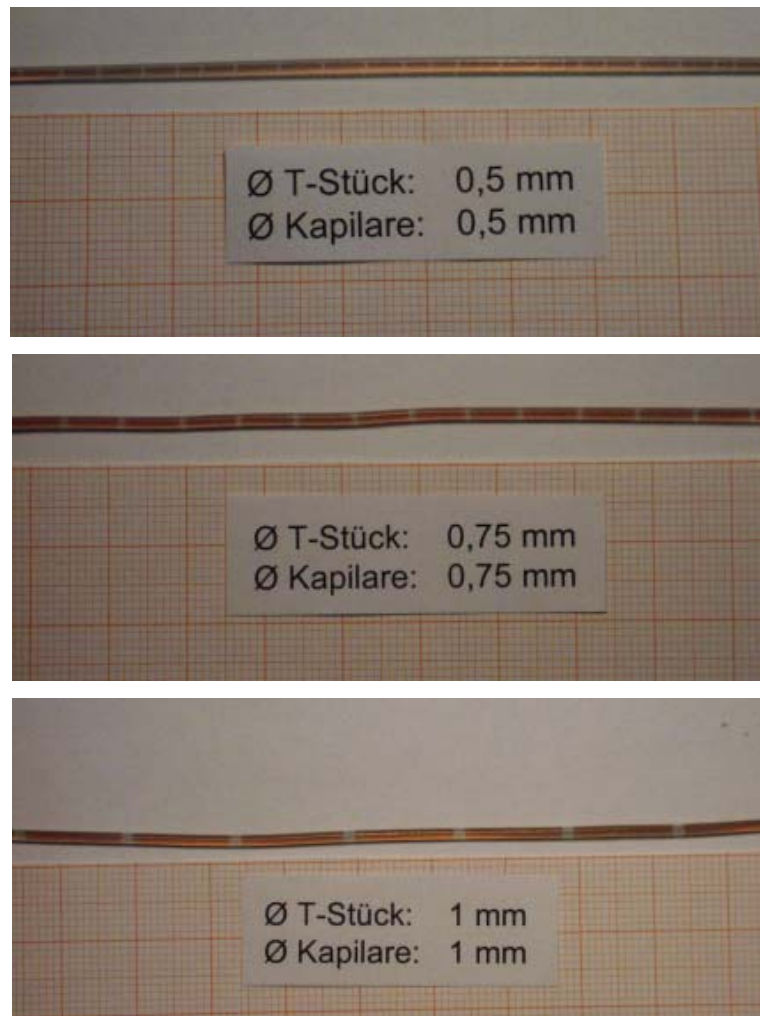 Ø T-Stück: 0,5 mm
Ø Kapilare: 0,5 mm
Ø T-Stück: 0,75 mm
Ø Kapilare: 0,75 mm
Ø T-Stück: 1 mm
Ø Kapilare: 1 mm